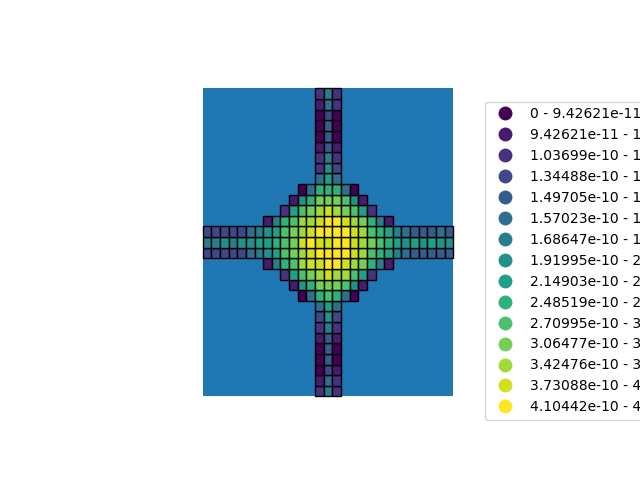 0 - 9.42621e-11
9.42621e-11 - 1
1.03699e-10 - 1
1.34488e-10 - 1
1.49705e-10 - 1
1.57023e-10 - 1
1.68647e-10 - 1
1.91995e-10 - 2
2.14903e-10 - 2
2.48519e-10 - 2
2.70995e-10 - 3
3.06477e-10 - 3
3.42476e-10 - 3
3.73088e-10 - 4
4.10442e-10 - 4